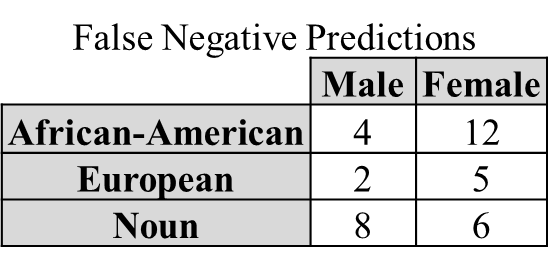 False Negative Predictions
Male Female
African-American 4 12
European 2 5
Noun 8 6